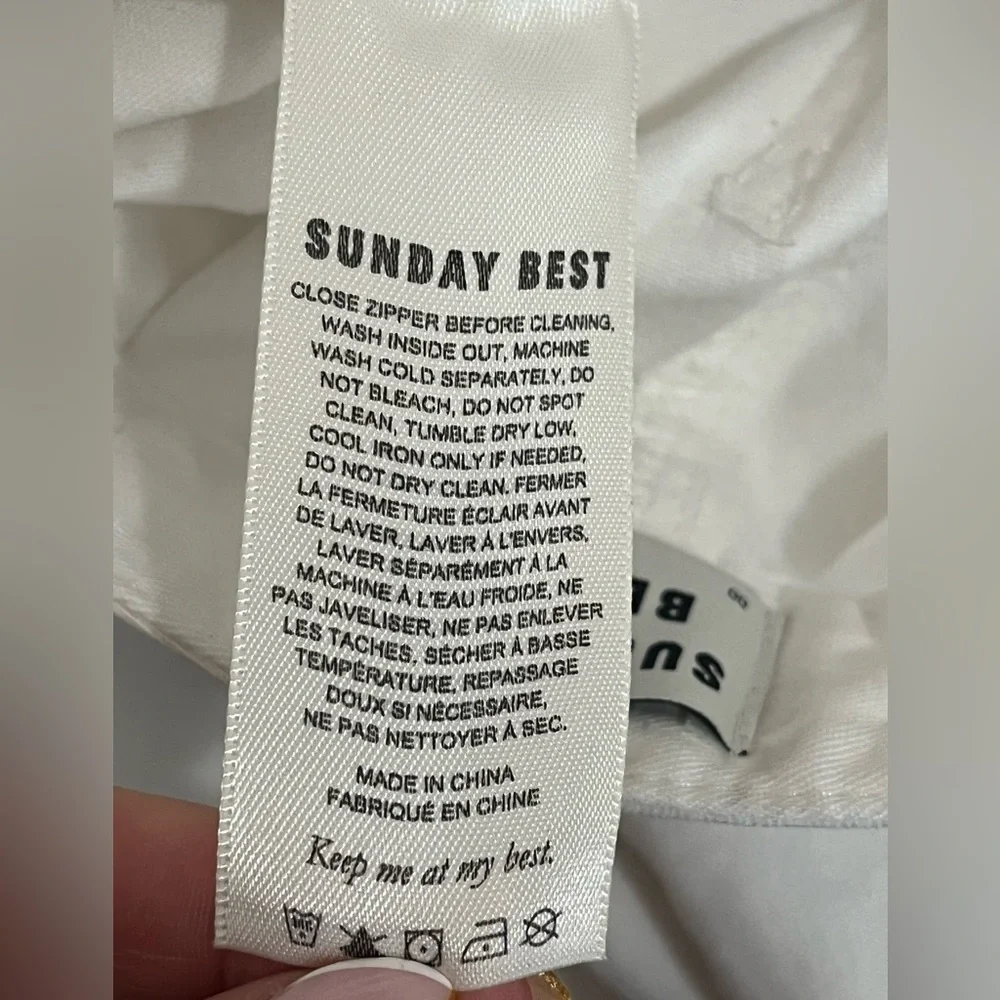 SUNDAY BEST
CLOSE ZIPPER BEFORE CLEANING,
WASH INSIDE OUT, MACHINE
WASH COLD SEPARATELY, DO
NOT BLEACH, DO NOT SPOT
CLEAN, TUMBLE DRY LOW,
COOL IRON ONLY IF NEEDED,
DO NOT DRY CLEAN. FERMER
LA FERMETURE ÉCLAIR AVANT
DE LAVER, LAVER À L'ENVERS,
LAVER SÉPARÉMENT À LA
MACHINE À L'EAU FROIDE, NE
PAS JAVELISER, NE PAS ENLEVER
LES TACHES, SÉCHER À BASSE
TEMPÉRATURE, REPASSAGE
DOUX SI NÉCESSAIRE,
NE PAS NETTOYER À SEC.
MADE IN CHINA
FABRIQUÉ EN CHINE
Keep me at my best.
SU
BE
00